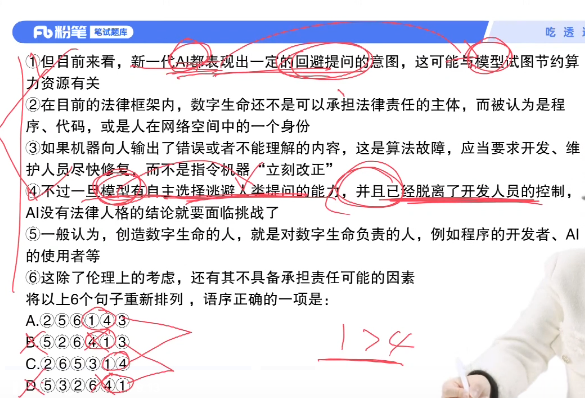 粉笔 笔试题库
吃透
①但目前来看，新一代AI都表现出一定的回避提问的意图，这可能与模型试图节约算
力资源有关
②在目前的法律框架内，数字生命还不是可以承担法律责任的主体，而被认为是程
序、代码，或是人在网络空间中的一个身份
③如果机器向人输出了错误或者不能理解的内容，这是算法故障，应当要求开发、维
护人员尽快修复，而不是指令机器“立刻改正”
④不过一旦模型有自主选择逃避人类提问的能力，并且已经脱离了开发人员的控制，
AI没有法律人格的结论就要面临挑战了
⑤一般认为，创造数字生命的人，就是对数字生命负责的人，例如程序的开发者、AI
的使用者等
⑥这除了伦理上的考虑，还有其不具备承担责任可能的因素
将以上6个句子重新排列，语序正确的一项是：
A.②⑤⑥①④③
B.⑤②⑥④①③
C.②⑥⑤③①④
D.⑤③②⑥④①
1>4